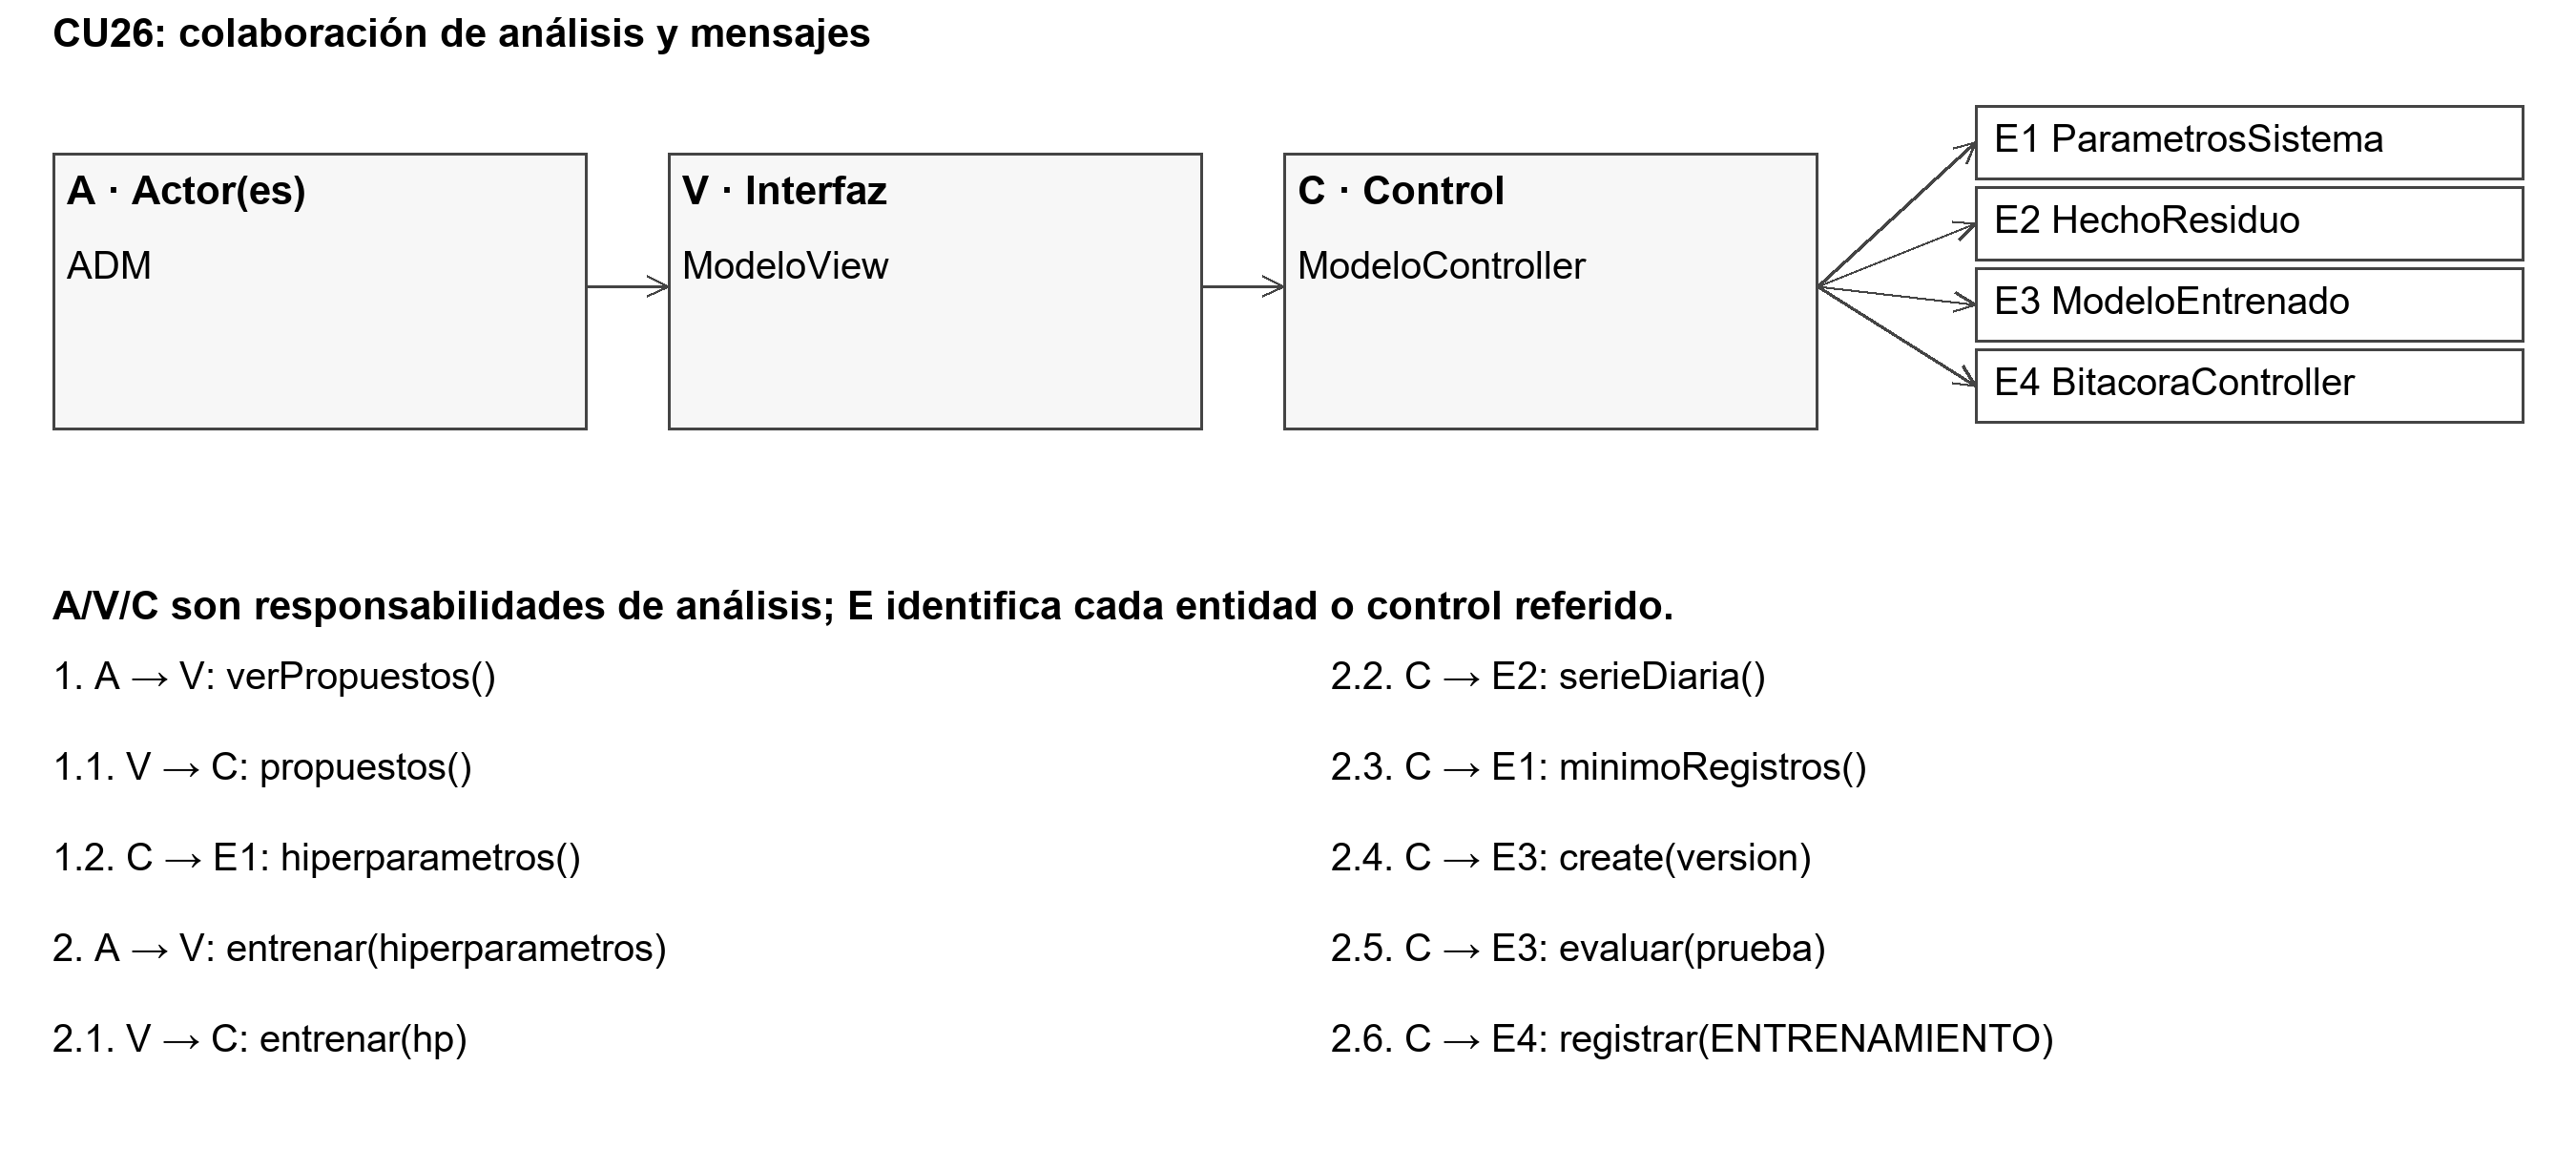 CU26: colaboración de análisis y mensajes
A · Actor(es)
ADM
V · Interfaz
ModeloView
C · Control
ModeloController
E1 ParametrosSistema
E2 HechoResiduo
E3 ModeloEntrenado
E4 BitacoraController
A/V/C son responsabilidades de análisis; E identifica cada entidad o control referido.
1. A → V: verPropuestos()
1.1. V → C: propuestos()
1.2. C → E1: hiperparametros()
2. A → V: entrenar(hiperparametros)
2.1. V → C: entrenar(hp)
2.2. C → E2: serieDiaria()
2.3. C → E1: minimoRegistros()
2.4. C → E3: create(version)
2.5. C → E3: evaluar(prueba)
2.6. C → E4: registrar(ENTRENAMIENTO)